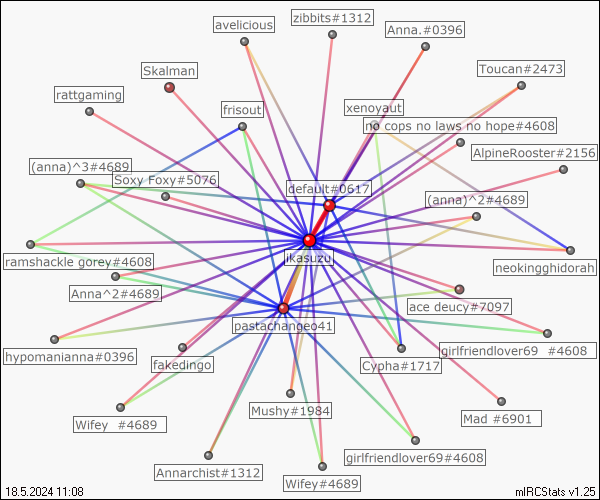 zibbits#1312
avelicious
Anna.#0396
Skalman
Toucan#2473
rattgaming
frisout
xenoyaut
no cops no laws no hope#4608
AlpineRooster#2156
(anna)^3#4689
Soxy Foxy#5076
default#0617
(anna)^2#4689
ramshackle gorey#4608
ikasuzu
neokingghidorah
Anna^2#4689
ace deucy#7097
pastachangeo41
hypomanianna#0396
fakedingo
Cypha#1717
girlfriendlover69 #4608
Mushy#1984
Wifey #4689
Mad #6901
Annarchist#1312
girlfriendlover69#4608
Wifey#4689
18.5.2024 11:08
mIRCStats v1.25